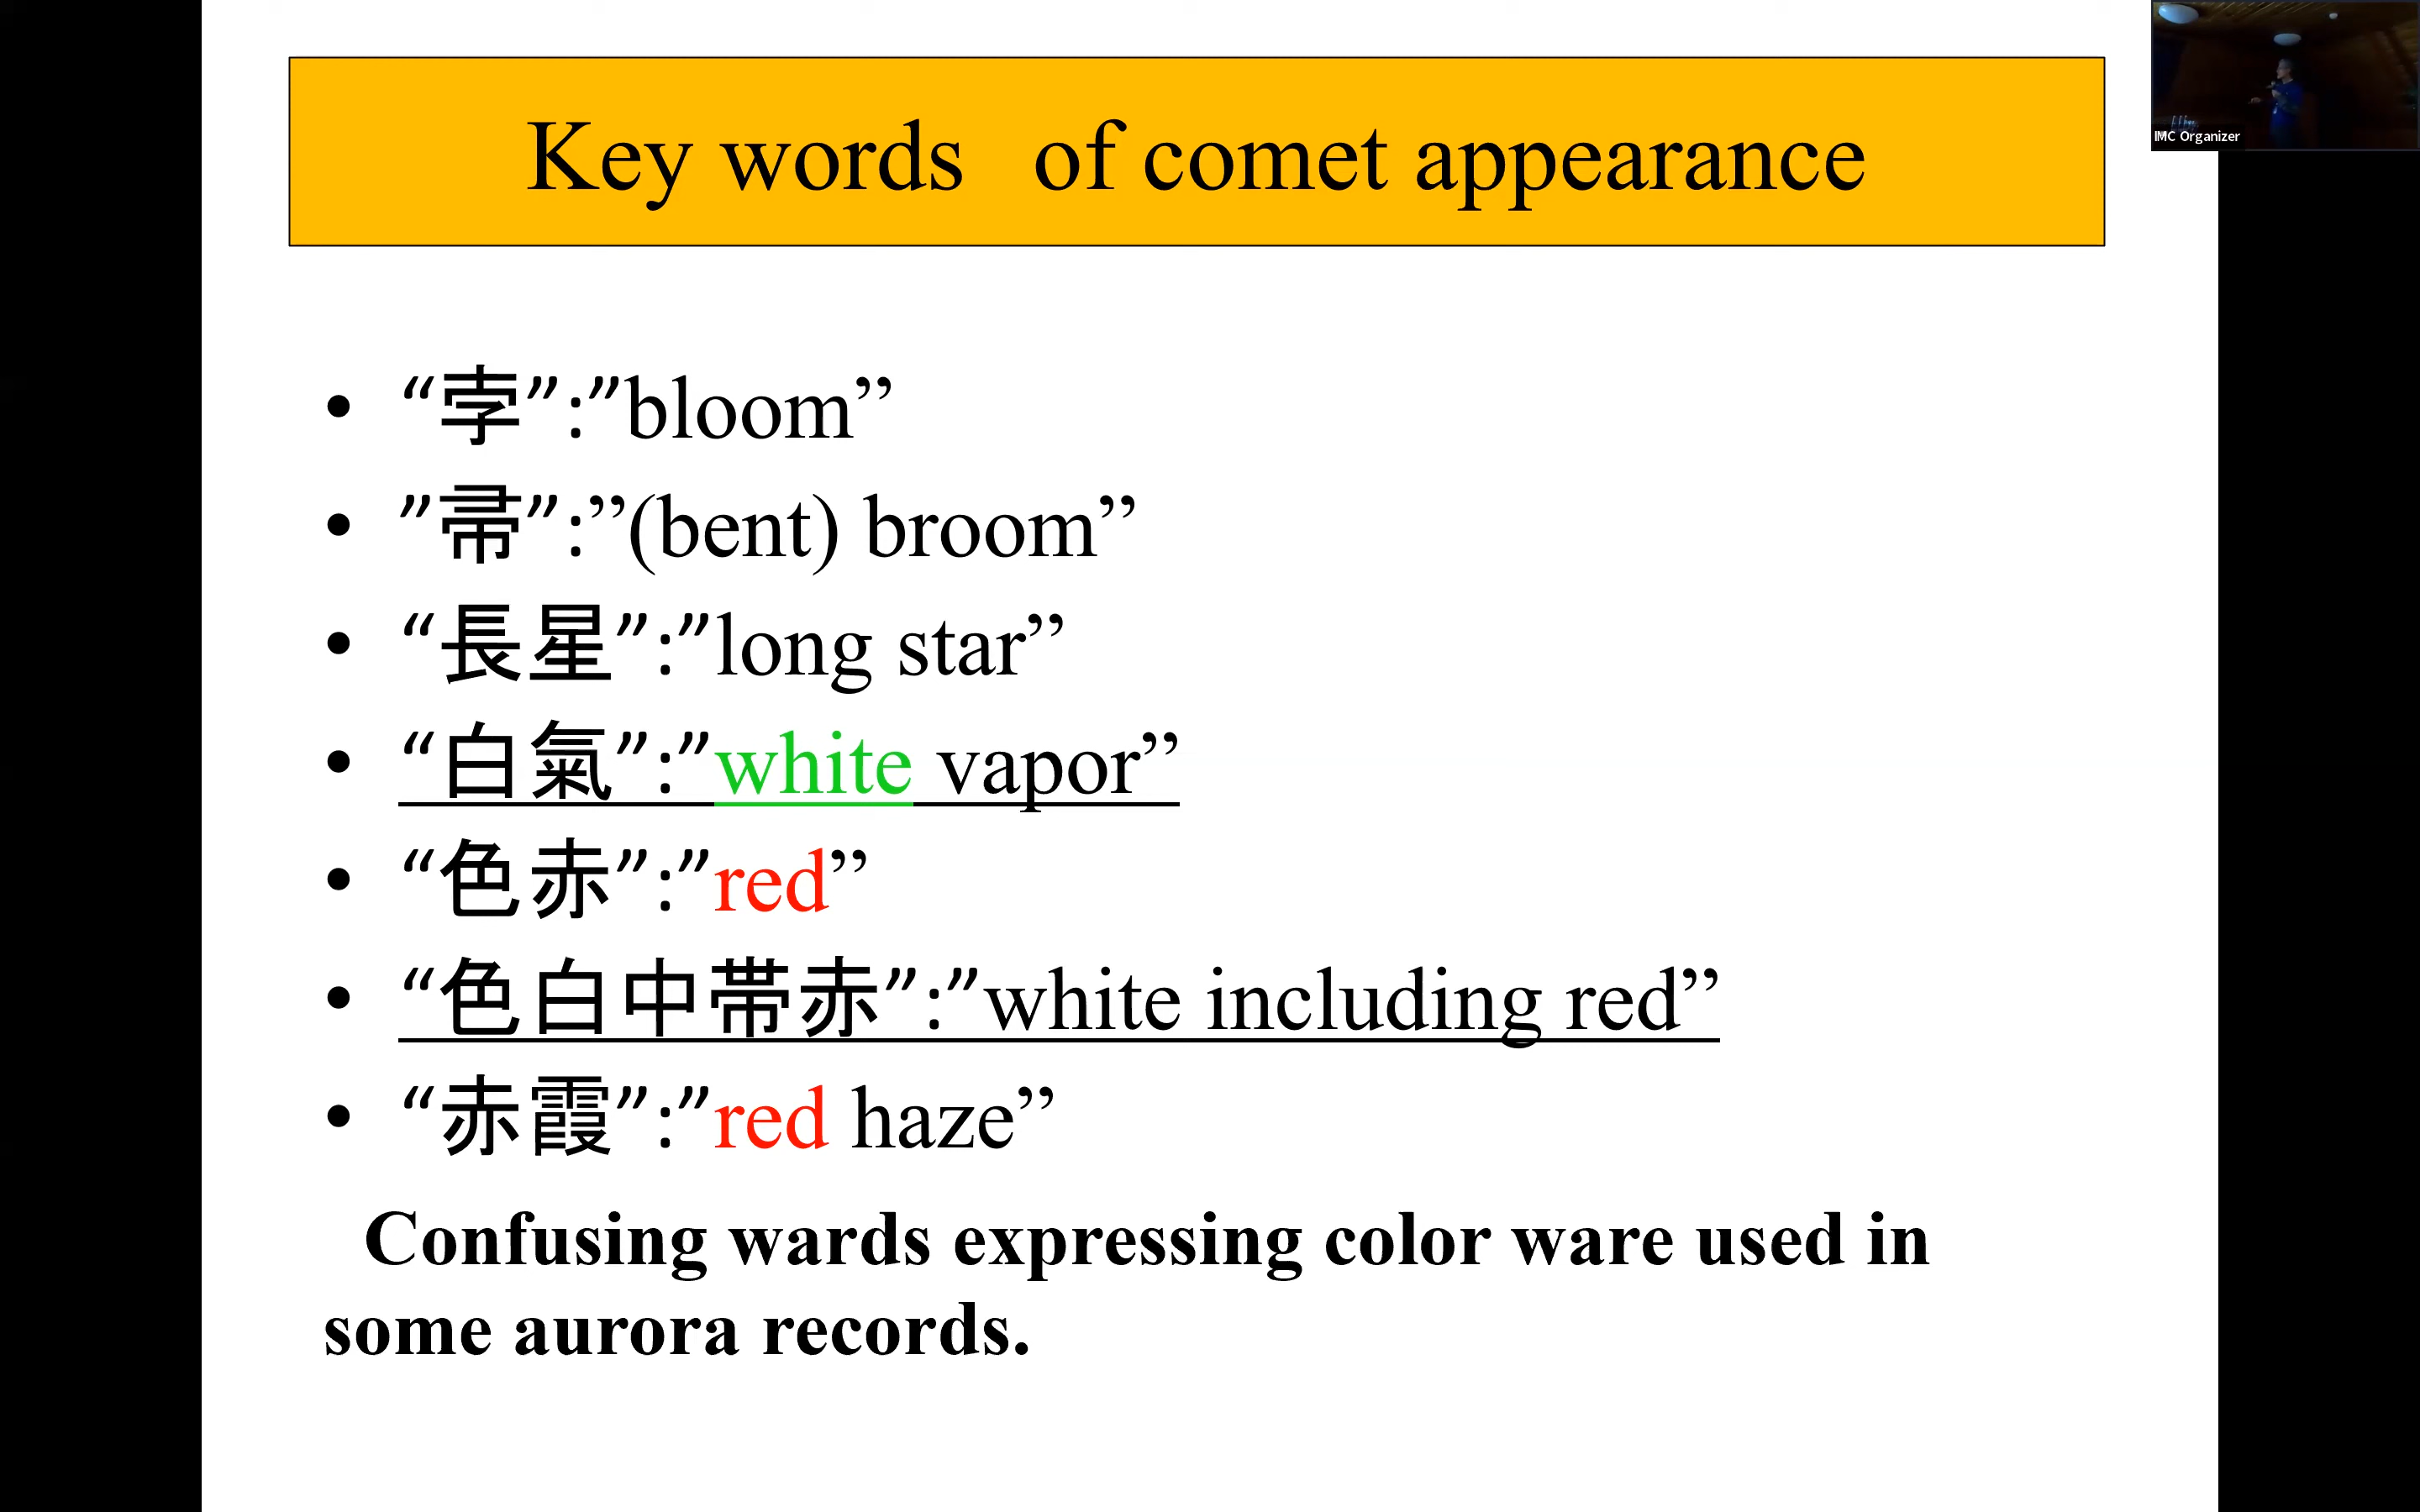 Key words   of comet appearance
IMC Organizer
• “孛”:”bloom”
• ”帚”:”(bent) broom”
• “長星”:”long star”
• “白氣”:”white vapor”
• “色赤”:”red”
• “色白中帯赤”:”white including red”
• “赤霞”:”red haze”
Confusing wards expressing color ware used in
some aurora records.